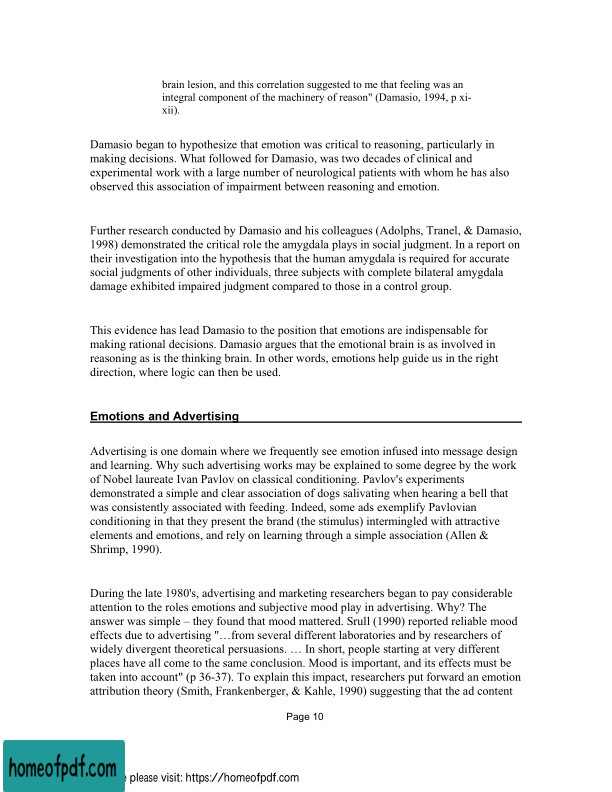 brain lesion, and this correlation suggested to me that feeling was an
integral component of the machinery of reason" (Damasio, 1994, p xi-
xii).
Damasio began to hypothesize that emotion was critical to reasoning, particularly in
making decisions. What followed for Damasio, was two decades of clinical and
experimental work with a large number of neurological patients with whom he has also
observed this association of impairment between reasoning and emotion.
Further research conducted by Damasio and his colleagues (Adolphs, Tranel, & Damasio,
1998) demonstrated the critical role the amygdala plays in social judgment. In a report on
their investigation into the hypothesis that the human amygdala is required for accurate
social judgments of other individuals, three subjects with complete bilateral amygdala
damage exhibited impaired judgment compared to those in a control group.
This evidence has lead Damasio to the position that emotions are indispensable for
making rational decisions. Damasio argues that the emotional brain is as involved in
reasoning as is the thinking brain. In other words, emotions help guide us in the right
direction, where logic can then be used.
Emotions and Advertising
Advertising is one domain where we frequently see emotion infused into message design
and learning. Why such advertising works may be explained to some degree by the work
of Nobel laureate Ivan Pavlov on classical conditioning. Pavlov's experiments
demonstrated a simple and clear association of dogs salivating when hearing a bell that
was consistently associated with feeding. Indeed, some ads exemplify Pavlovian
conditioning in that they present the brand (the stimulus) intermingled with attractive
elements and emotions, and rely on learning through a simple association (Allen &
Shrimp, 1990).
During the late 1980's, advertising and marketing researchers began to pay considerable
attention to the roles emotions and subjective mood play in advertising. Why? The
answer was simple – they found that mood mattered. Srull (1990) reported reliable mood
effects due to advertising "…from several different laboratories and by researchers of
widely divergent theoretical persuasions. … In short, people starting at very different
places have all come to the same conclusion. Mood is important, and its effects must be
taken into account" (p 36-37). To explain this impact, researchers put forward an emotion
attribution theory (Smith, Frankenberger, & Kahle, 1990) suggesting that the ad content
Page 10
homeofpdf.com
please visit: https://homeofpdf.com